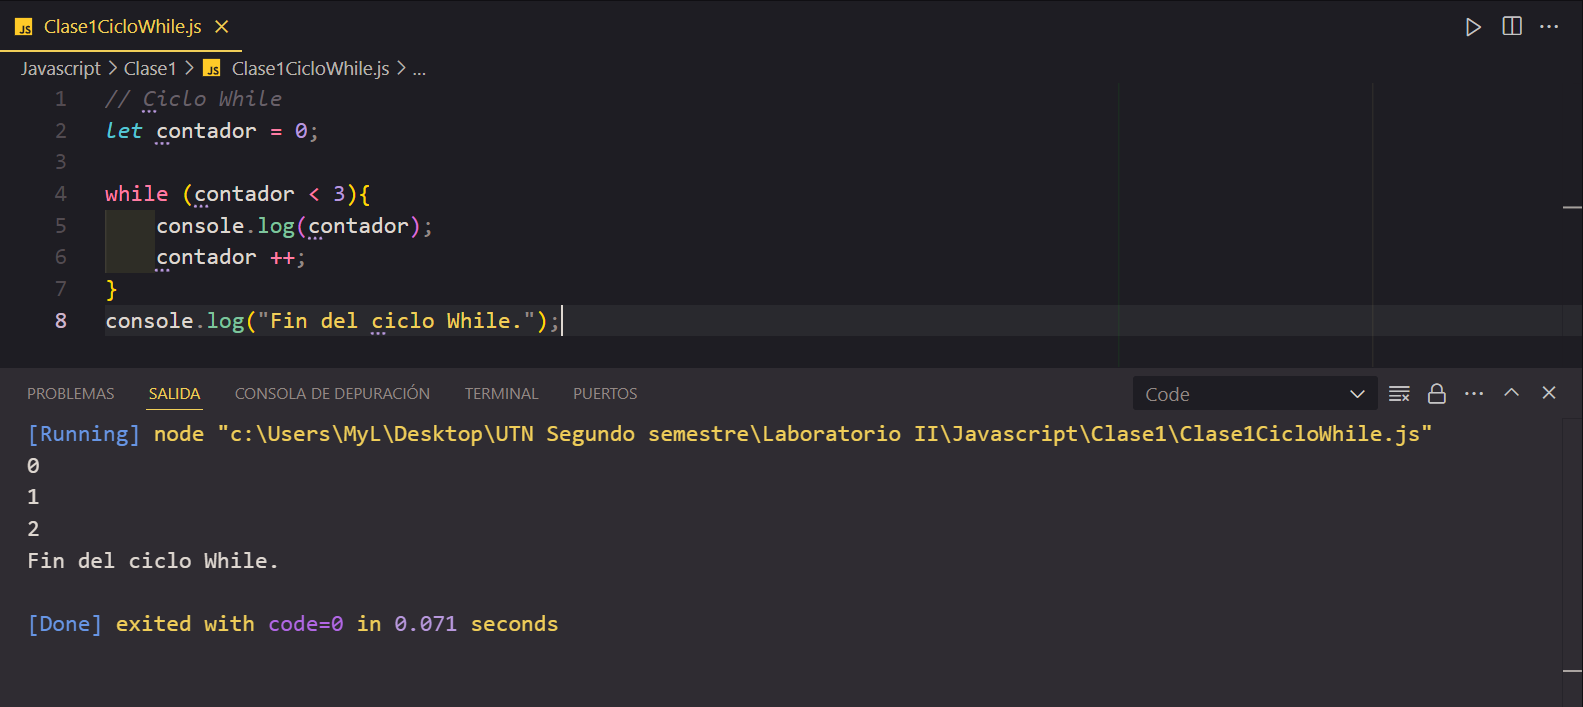 JS Clase1CicloWhile.js
Javascript > Clase1 > JS Clase1CicloWhile.js > ...
1 // Ciclo While
2 let contador = 0;
3
4 while (contador < 3){
5 console.log(contador);
6 contador ++;
7 }
8 console.log("Fin del ciclo While.");
PROBLEMAS SALIDA CONSOLA DE DEPURACIÓN TERMINAL PUERTOS Code
[Running] node "c:\Users\MyL\Desktop\UTN Segundo semestre\Laboratorio II\Javascript\Clase1\Clase1CicloWhile.js"
0
1
2
Fin del ciclo While.
[Done] exited with code=0 in 0.071 seconds